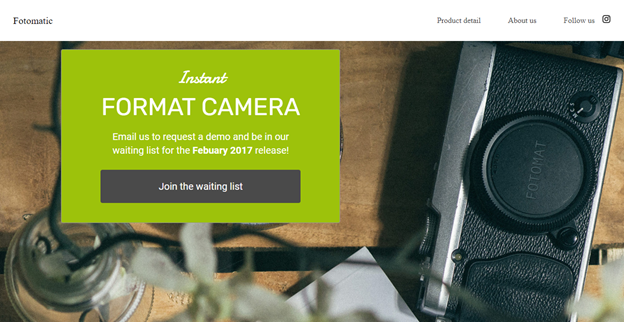 Fotomatic
Product detail
About us
Follow us
Instant
FORMAT CAMERA
Email us to request a demo and be in our
waiting list for the Febuary 2017 release!
Join the waiting list
FOTOMAT